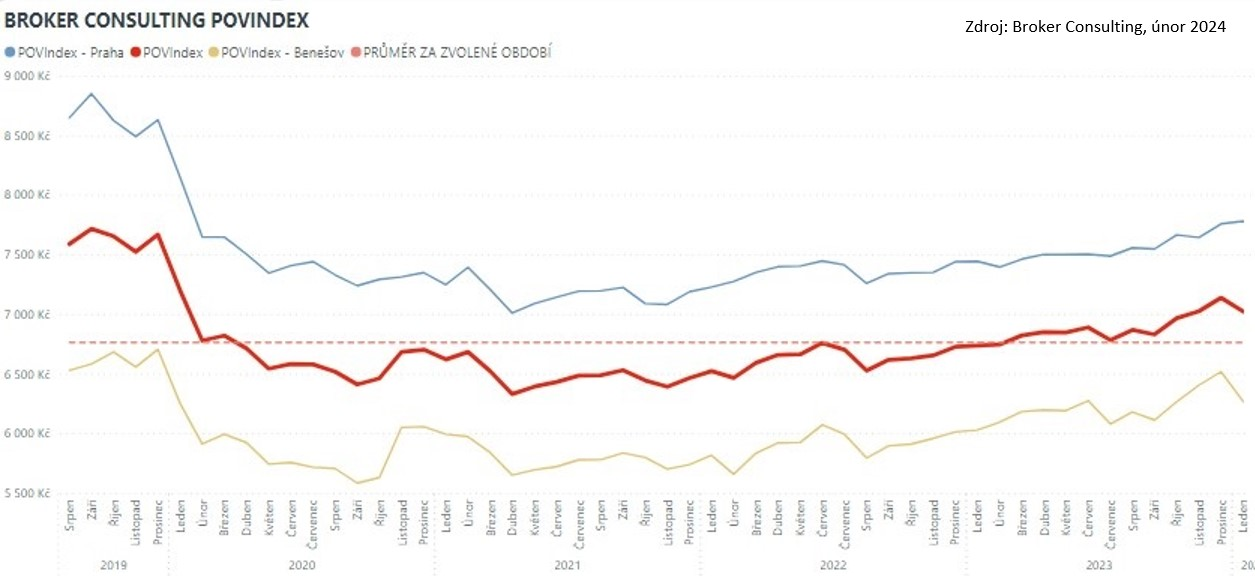 BROKER CONSULTING POVINDEX
Zdroj: Broker Consulting, únor 2024
POVIndex - Praha POVIndex POVIndex - Benešov PRŮMĚR ZA ZVOLENÉ OBDOBÍ
9 000 Kč
8 500 Kč
8 000 Kč
7 500 Kč
7 000 Kč
6 500 Kč
6 000 Kč
5 500 Kč
Srpen Září Říjen Listopad Prosinec Leden Únor Březen Duben Květen Červen Červenec Srpen Září Říjen Listopad Prosinec Leden Únor Březen Duben Květen Červen Červenec Srpen Září Říjen Listopad Prosinec Leden Únor Březen Duben Květen Červen Červenec Srpen Září Říjen Listopad Prosinec Leden Únor Březen Duben Květen Červen Červenec Srpen Září Říjen Listopad Prosinec Leden
2019 2020 2021 2022 2023 20…